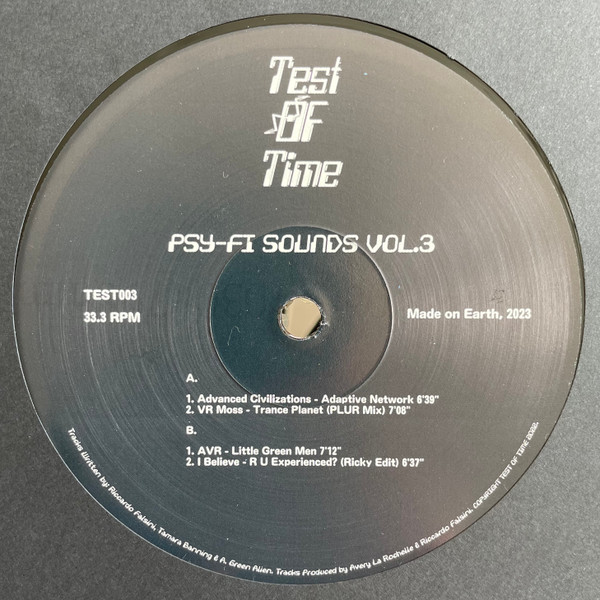 Test
OF
Time
PSY-FI SOUNDS VOL.3
TEST003
33.3 RPM
Made on Earth, 2023
A.
1. Advanced Civilizations - Adaptive Network 6'39"
2. VR Moss - Trance Planet (PLUR Mix) 7'08"
B.
1. AVR - Little Green Men 7'12"
2. I Believe - R U Experienced? (Ricky Edit) 6'37"
Tracks Written by: Riccardo Falsini, Tamara Banning & A. Green Alien. Tracks Produced by Avery La Rochelle & Riccardo Falsini. COPYRIGHT TEST OF TIME 2022.